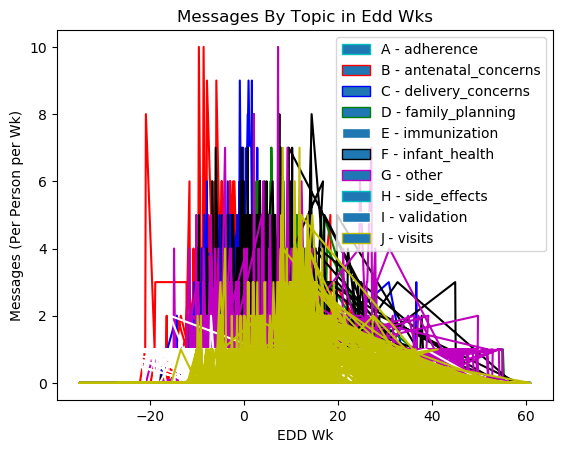 Messages By Topic in Edd Wks
Messages (Per Person per Wk)
10
8
6
4
2
0
A - adherence
B - antenatal_concerns
C - delivery_concerns
D - family_planning
E - immunization
F - infant_health
G - other
H - side_effects
I - validation
J - visits
−20
0
20
40
60
EDD Wk